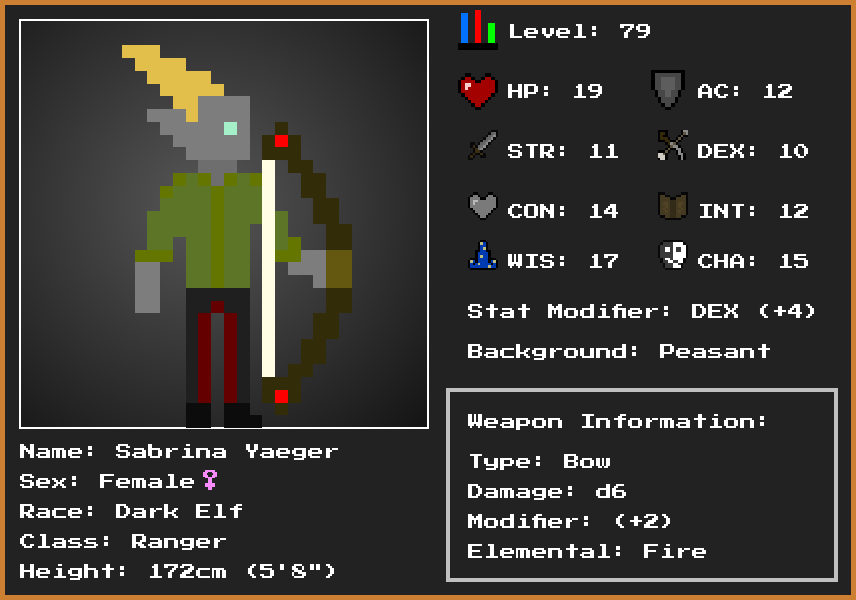 Level: 79
HP: 19
AC: 12
STR: 11
DEX: 10
CON: 14
INT: 12
WIS: 17
CHA: 15
Stat Modifier: DEX (+4)
Background: Peasant
Weapon Information:
Type: Bow
Damage: d6
Modifier: (+2)
Elemental: Fire
Name: Sabrina Yaeger
Sex: Female♀
Race: Dark Elf
Class: Ranger
Height: 172cm (5'8")